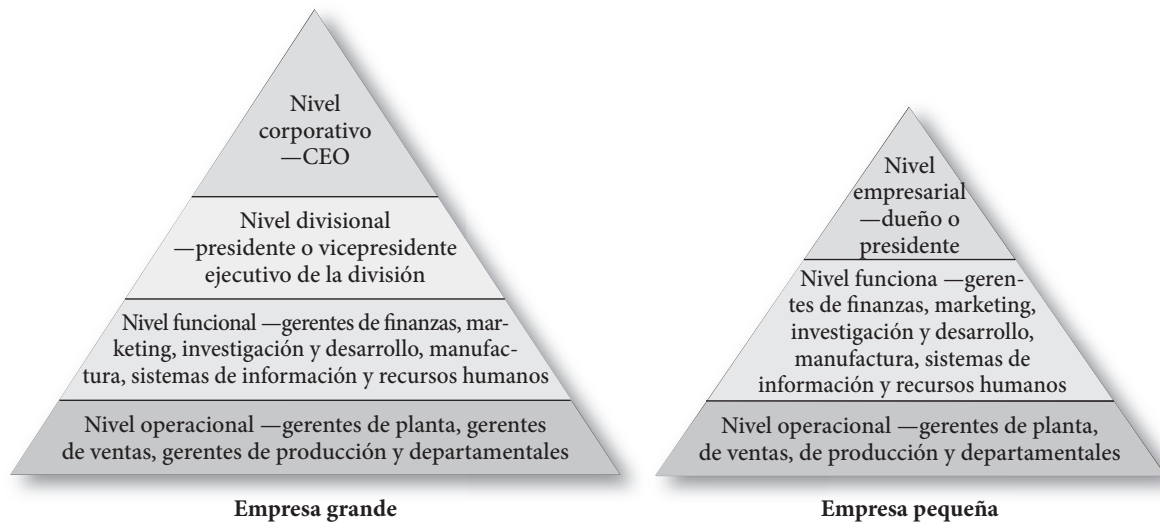 Nivel
corporativo
—CEO
Nivel divisional
—presidente o vicepresidente
ejecutivo de la división
Nivel funcional —gerentes de finanzas, mar-
keting, investigación y desarrollo, manufac-
tura, sistemas de información y recursos humanos
Nivel operacional —gerentes de planta, gerentes
de ventas, gerentes de producción y departamentales
Empresa grande
Nivel
empresarial
—dueño o
presidente
Nivel funciona —geren-
tes de finanzas, marketing,
investigación y desarrollo,
manufactura, sistemas de
información y recursos humanos
Nivel operacional —gerentes de planta,
de ventas, de producción y departamentales
Empresa pequeña